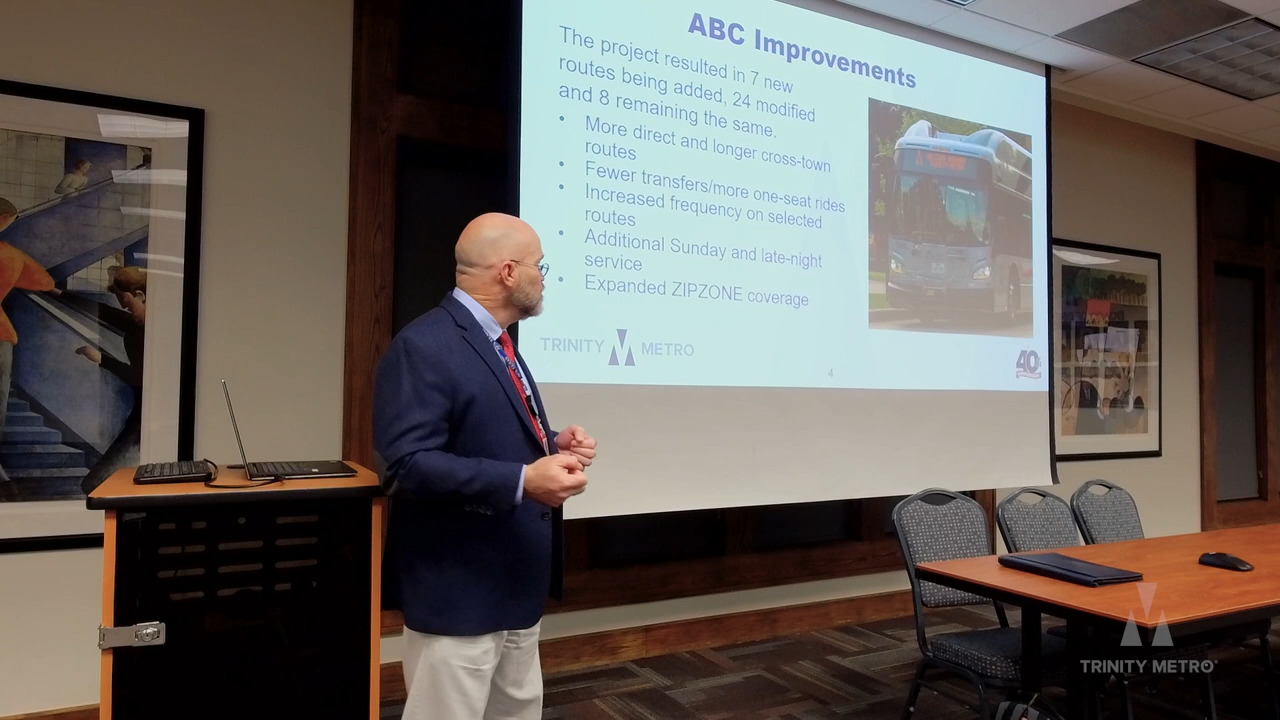 ABC Improvements
The project resulted in 7 new
routes being added, 24 modified
and 8 remaining the same.
• More direct and longer cross-town
routes
• Fewer transfers/more one-seat rides
• Increased frequency on selected
routes
• Additional Sunday and late-night
service
• Expanded ZIPZONE coverage
TRINITY METRO
4
40
TRINITY METRO